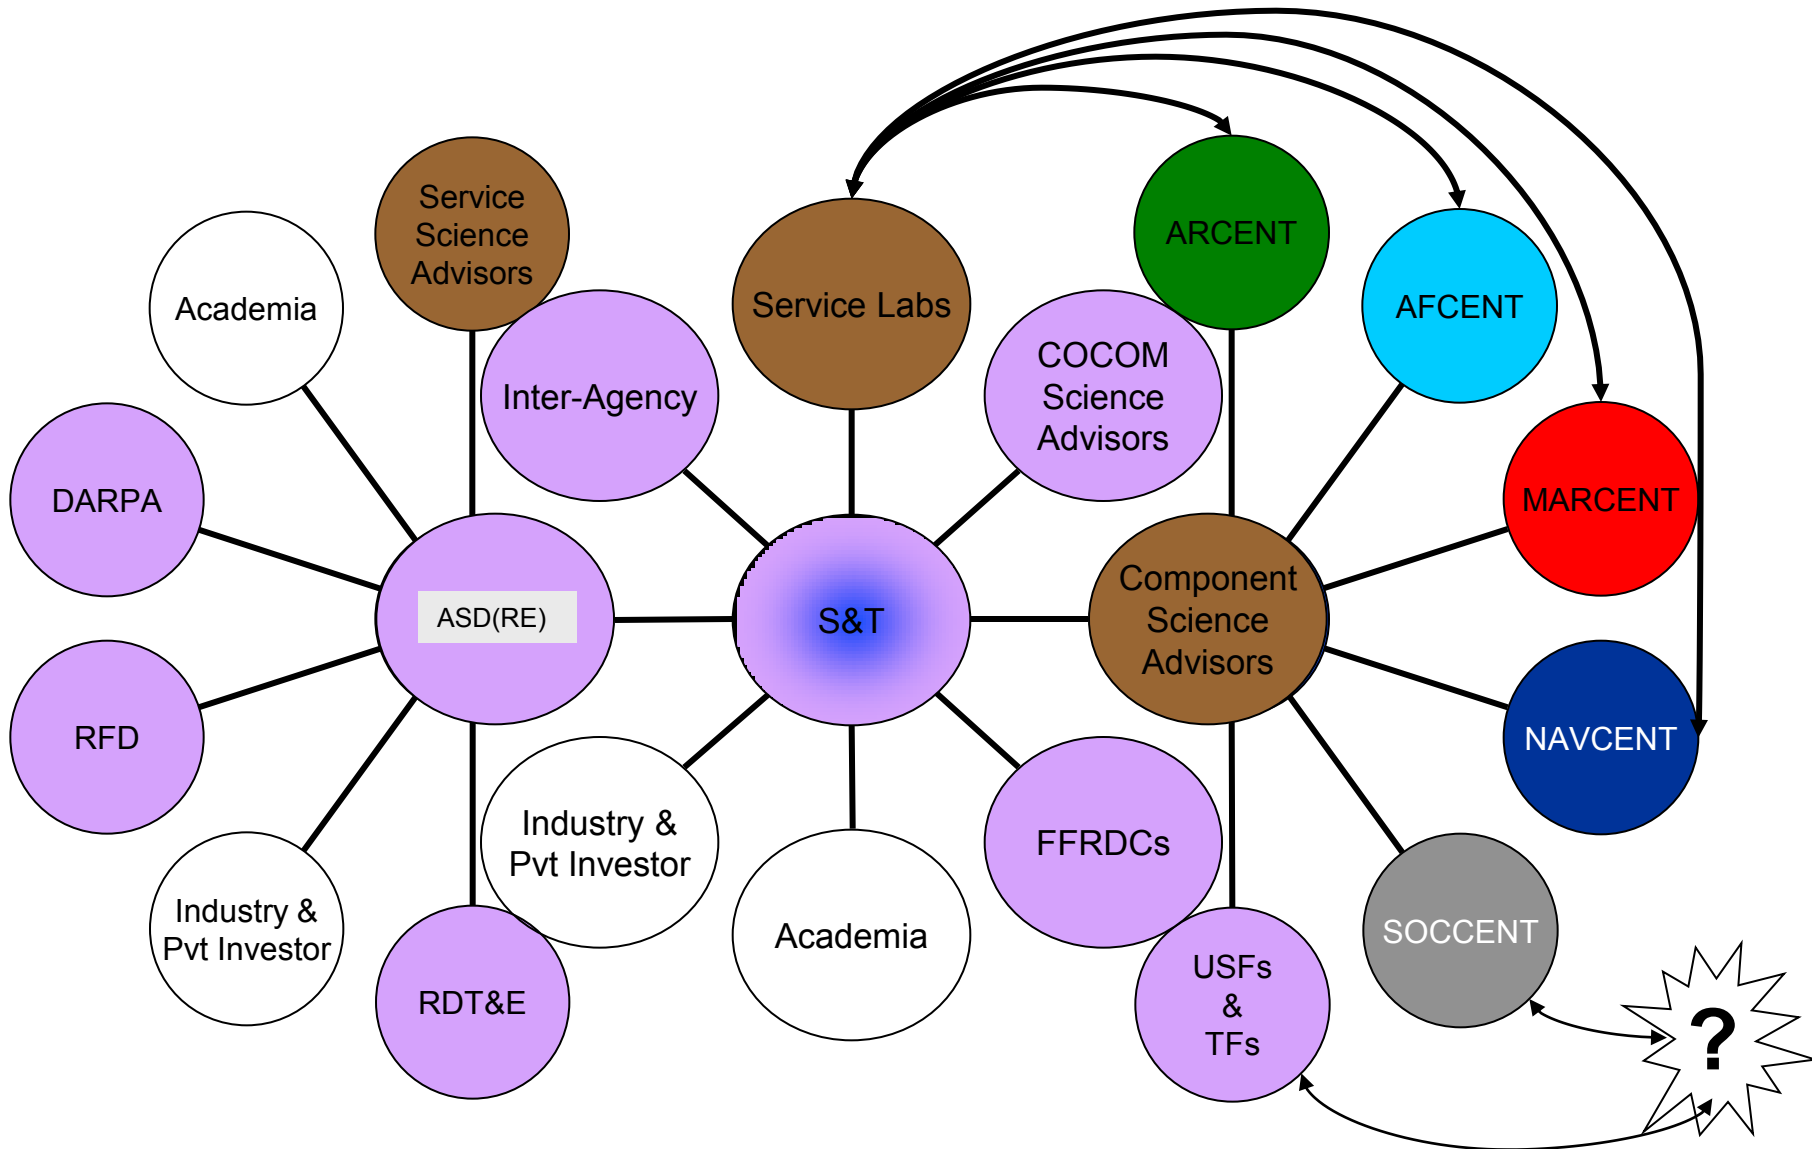 Service
Science
Advisors
Academia
Service Labs
ARCENT
AFCENT
Inter-Agency
COCOM
Science
Advisors
DARPA
MARCENT
ASD(RE)
S&T
Component
Science
Advisors
RFD
NAVCENT
Industry &
Pvt Investor
Industry &
Pvt Investor
Academia
FFRDCs
SOCCENT
RDT&E
USFs
&
TFs
?